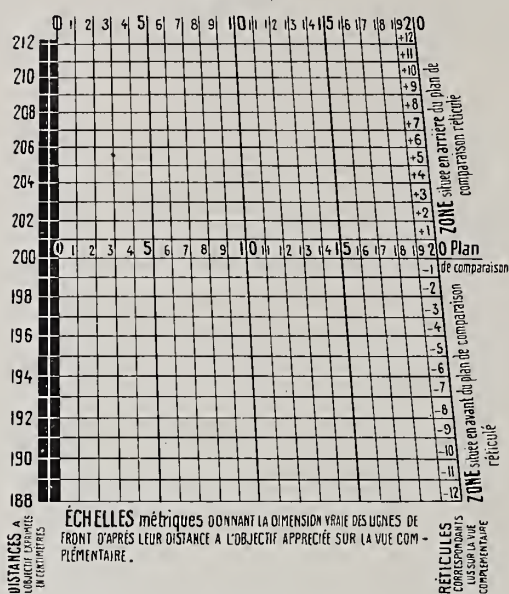 0 1 2 3 4 5 6 7 8 9 10 11 12 13 14 15 16 17 18 19 20
212
210
208
206
204
202
200
198
196
194
192
190
188
+12
+11
+10
+9
+8
+7
+6
+5
+4
+3
+2
+1
ZONE située en arrière du plan de
comparaison réticulé
0 1 2 3 4 5 6 7 8 9 10 11 12 13 14 15 16 17 18 19 20 Plan
de comparaison
-1
-2
-3
-4
-5
-6
-7
-8
-9
-10
-11
-12
ZONE située en avant du plan de comparaison
réticulé
DISTANCES A
L'OBJECTIF EXPRIMÉES
EN CENTIMÈTRES
ÉCHELLES métriques DONNANT LA DIMENSION VRAIE DES LIGNES DE
FRONT D'APRÈS LEUR DISTANCE A L'OBJECTIF APPRECIÉE SUR LA VUE COM-
PLÉMENTAIRE.
RÉTICULES
CORRESPONDANTS
LUS SUR LA VUE
COMPLÉMENTAIRE